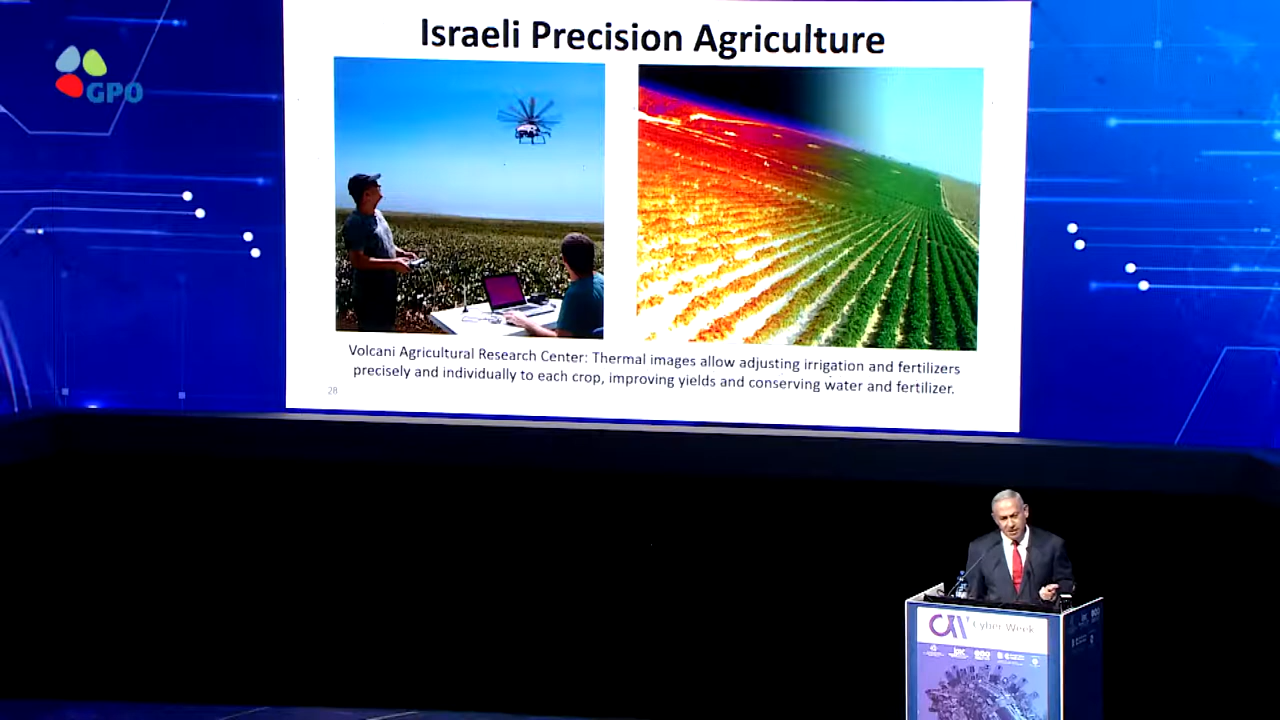 Israeli Precision Agriculture
GPO
Volcani Agricultural Research Center: Thermal images allow adjusting irrigation and fertilizers
precisely and individually to each crop, improving yields and conserving water and fertilizer.
28
Cyber Week